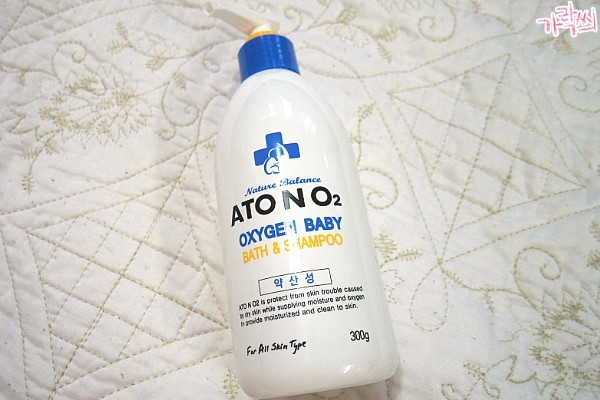 가락씨
Nature Balance
ATO N O2
OXYGEN BABY
BATH & SHAMPOO
약산성
ATO N O2 is protect from skin trouble caused
by dry skin while supplying moisture and oxygen
to provide moisturized and clean to skin.
For All Skin Type
300g